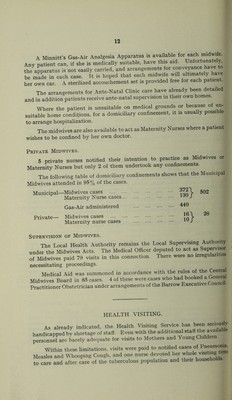 12
A Minnitt's Gas-Air Analgesia Apparatus is available for each midwife.
Any patient can, if she is medically suitable, have this aid. Unfortunately,
the apparatus is not easily carried, and arrangements for conveyance have to
be made in each case. It is hoped that each midwife will ultimately have
her own car. A sterilized accouchement set is provided free for each patient.
The arrangements for Ante-Natal Clinic care have already been detailed
and in addition patients receive ante-natal supervision in their own homes.
Where the patient is unsuitable on medical grounds or because of un-
suitable home conditions, for a domiciliary confinement, it is usually possible
to arrange hospitalization.
The midwives are also available to act as Maternity Nurses where a patient
wishes to be confined by her own doctor.
PRIVATE MIDWIVES.
5 private nurses notified their intention to practise as Midwives or
Maternity Nurses but only 2 of them undertook any confinements.
The following table of domiciliary confinements shows that the Municipal
Midwives attended in 89% of the cases.
Municipal—Midwives cases 372
Maternity Nurse cases 130 } 502
Gas-Air administered 440
Private— Midwives cases 16
Maternity nurse cases 10 } 26
SUPERVISION OF MIDWIVES.
The Local Health Authority remains the Local Supervising Authority
under the Midwives Acts. The Medical Officer deputed to act as Supervisor
of Midwives paid 79 visits in this connection. There were no irregularities
necessitating proceedings.
Medical Aid was summoned in accordance with the rules of the Central
Midwives Board in 85 cases. 4 of these were cases who had booked a General
Practitioner Obstetrician under arrangements of the Barrow Executive Council.
HEALTH VISITING.
As already indicated, the Health Visiting Service has been seriously
handicapped by shortage of staff. Even with the additional staff the available
personnel are barely adequate for visits to Mothers and Young Children.
Within these limitations, visits were paid to notified cases of Pneumonia,
Measles and Whooping Cough, and one nurse devoted her whole visiting time
to care and after care of the tuberculous population and their households.